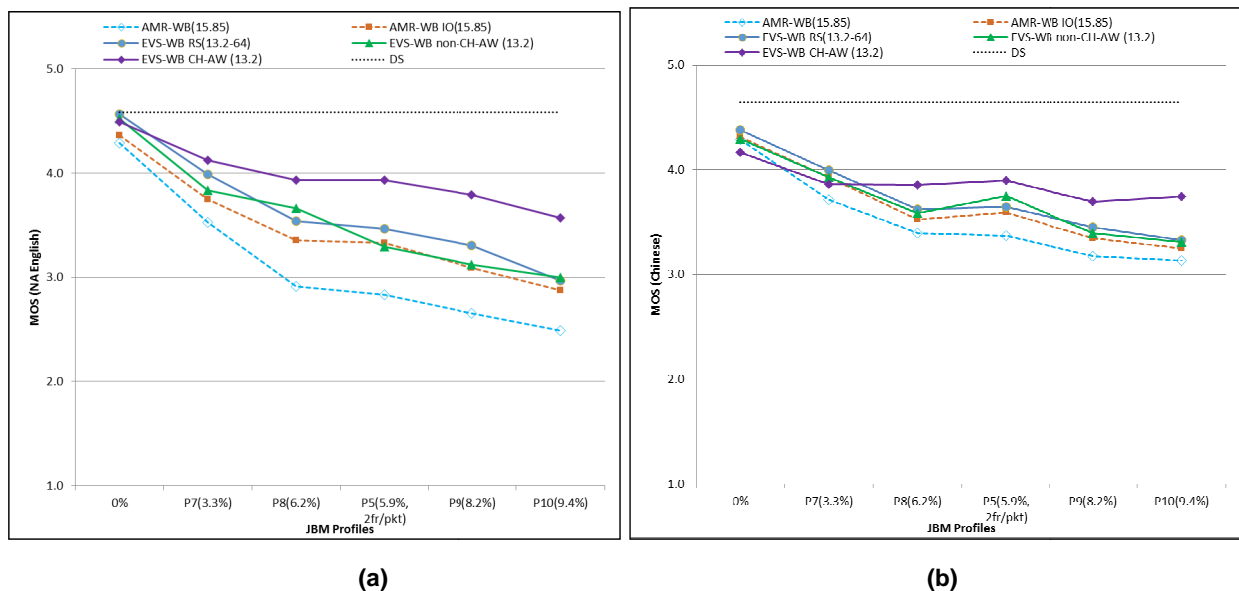 AMR-WB(15.85) AMR-WB IO(15.85)
EVS-WB RS(13.2-64) EVS-WB non-CH-AW (13.2)
EVS-WB CH-AW (13.2) DS
5.0
4.0
3.0
2.0
1.0
MOS (NA English)
0% P7(3.3%) P8(6.2%) P5(5.9%, P9(8.2%) P10(9.4%)
2fr/pkt)
JBM Profiles
(a)
AMR-WB(15.85) AMR-WB IO(15.85)
EVS-WB RS(13.2-64) EVS-WB non-CH-AW (13.2)
EVS-WB CH-AW (13.2) DS
5.0
4.0
3.0
2.0
1.0
MOS (Chinese)
0% P7(3.3%) P8(6.2%) P5(5.9%, P9(8.2%) P10(9.4%)
2fr/pkt)
JBM Profiles
(b)